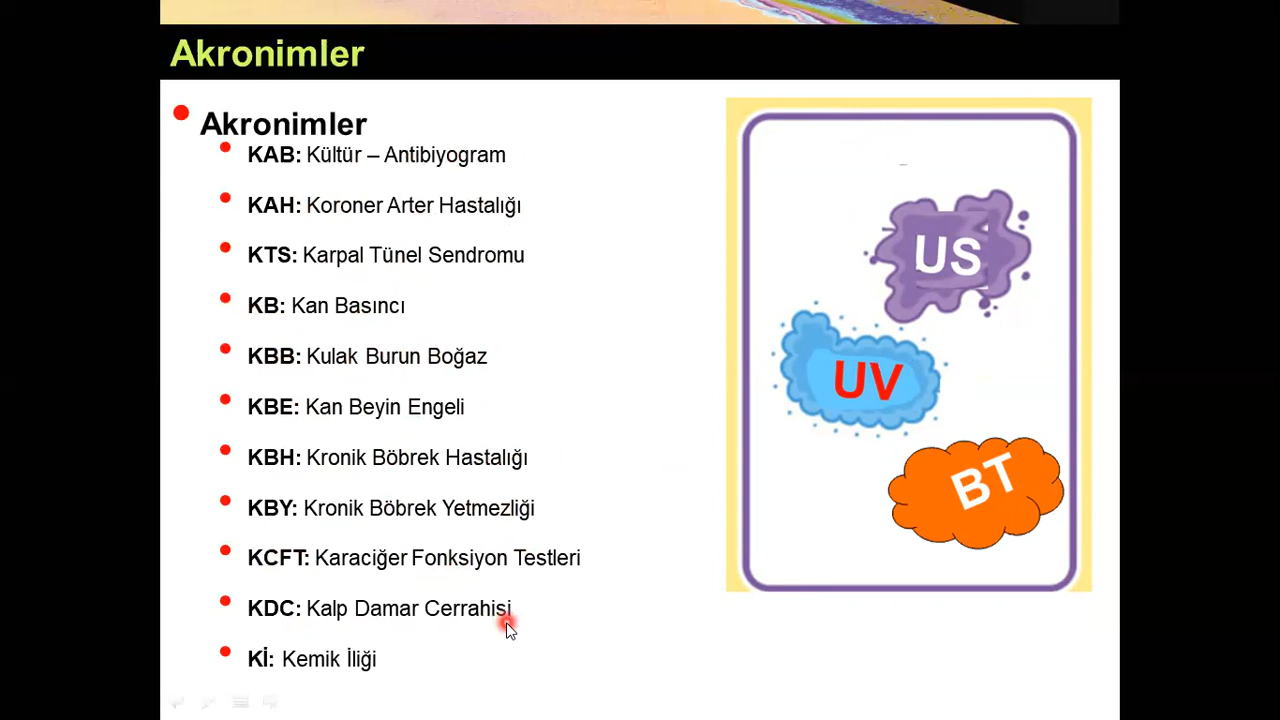 Akronimler
Akronimler
KAB: Kültür – Antibiyogram
KAH: Koroner Arter Hastalığı
KTS: Karpal Tünel Sendromu
KB: Kan Basıncı
KBB: Kulak Burun Boğaz
KBE: Kan Beyin Engeli
KBH: Kronik Böbrek Hastalığı
KBY: Kronik Böbrek Yetmezliği
KCFT: Karaciğer Fonksiyon Testleri
KDC: Kalp Damar Cerrahisi
Kİ: Kemik İliği
US
UV
BT